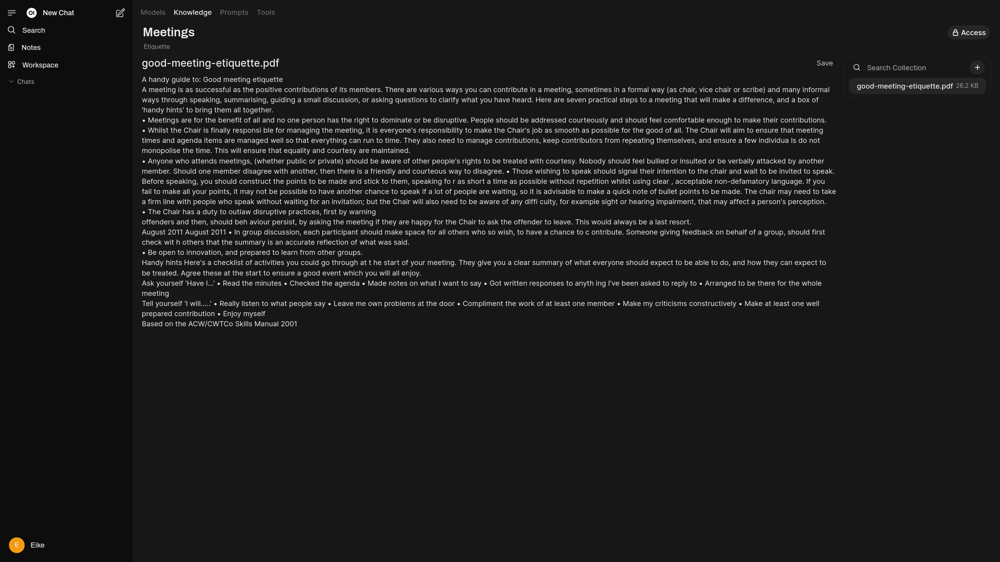 New Chat
Search
Notes
Workspace
Chats
Models Knowledge Prompts Tools
Meetings
Access
Etiquette
good-meeting-etiquette.pdf
Save
Search Collection
good-meeting-etiquette.pdf 26.2 KB
A handy guide to: Good meeting etiquette
A meeting is as successful as the positive contributions of its members. There are various ways you can contribute in a meeting, sometimes in a formal way (as chair, vice chair or scribe) and many informal
ways through speaking, summarising, guiding a small discussion, or asking questions to clarify what you have heard. Here are seven practical steps to a meeting that will make a difference, and a box of
'handy hints' to bring them all together.
• Meetings are for the benefit of all and no one person has the right to dominate or be disruptive. People should be addressed courteously and should feel comfortable enough to make their contributions.
• Whilst the Chair is finally responsi ble for managing the meeting, it is everyone's responsibility to make the Chair's job as smooth as possible for the good of all. The Chair will aim to ensure that meeting
times and agenda items are managed well so that everything can run to time. They also need to manage contributions, keep contributors from repeating themselves, and ensure a few individua ls do not
monopolise the time. This will ensure that equality and courtesy are maintained.
• Anyone who attends meetings, (whether public or private) should be aware of other people's rights to be treated with courtesy. Nobody should feel bullied or insulted or be verbally attacked by another
member. Should one member disagree with another, then there is a friendly and courteous way to disagree. • Those wishing to speak should signal their intention to the chair and wait to be invited to speak.
Before speaking, you should construct the points to be made and stick to them, speaking fo r as short a time as possible without repetition whilst using clear , acceptable non-defamatory language. If you
fail to make all your points, it may not be possible to have another chance to speak if a lot of people are waiting, so it is advisable to make a quick note of bullet points to be made. The chair may need to take
a firm line with people who speak without waiting for an invitation; but the Chair will also need to be aware of any diffi culty, for example sight or hearing impairment, that may affect a person's perception.
• The Chair has a duty to outlaw disruptive practices, first by warning
offenders and then, should beh aviour persist, by asking the meeting if they are happy for the Chair to ask the offender to leave. This would always be a last resort.
August 2011 August 2011 • In group discussion, each participant should make space for all others who so wish, to have a chance to c ontribute. Someone giving feedback on behalf of a group, should first
check wit h others that the summary is an accurate reflection of what was said.
• Be open to innovation, and prepared to learn from other groups.
Handy hints Here's a checklist of activities you could go through at t he start of your meeting. They give you a clear summary of what everyone should expect to be able to do, and how they can expect to
be treated. Agree these at the start to ensure a good event which you will all enjoy.
Ask yourself 'Have I...' • Read the minutes • Checked the agenda • Made notes on what I want to say • Got written responses to anyth ing I've been asked to reply to • Arranged to be there for the whole
meeting
Tell yourself 'I will.....' • Really listen to what people say • Leave me own problems at the door • Compliment the work of at least one member • Make my criticisms constructively • Make at least one well
prepared contribution • Enjoy myself
Based on the ACW/CWTCo Skills Manual 2001
E
Eike